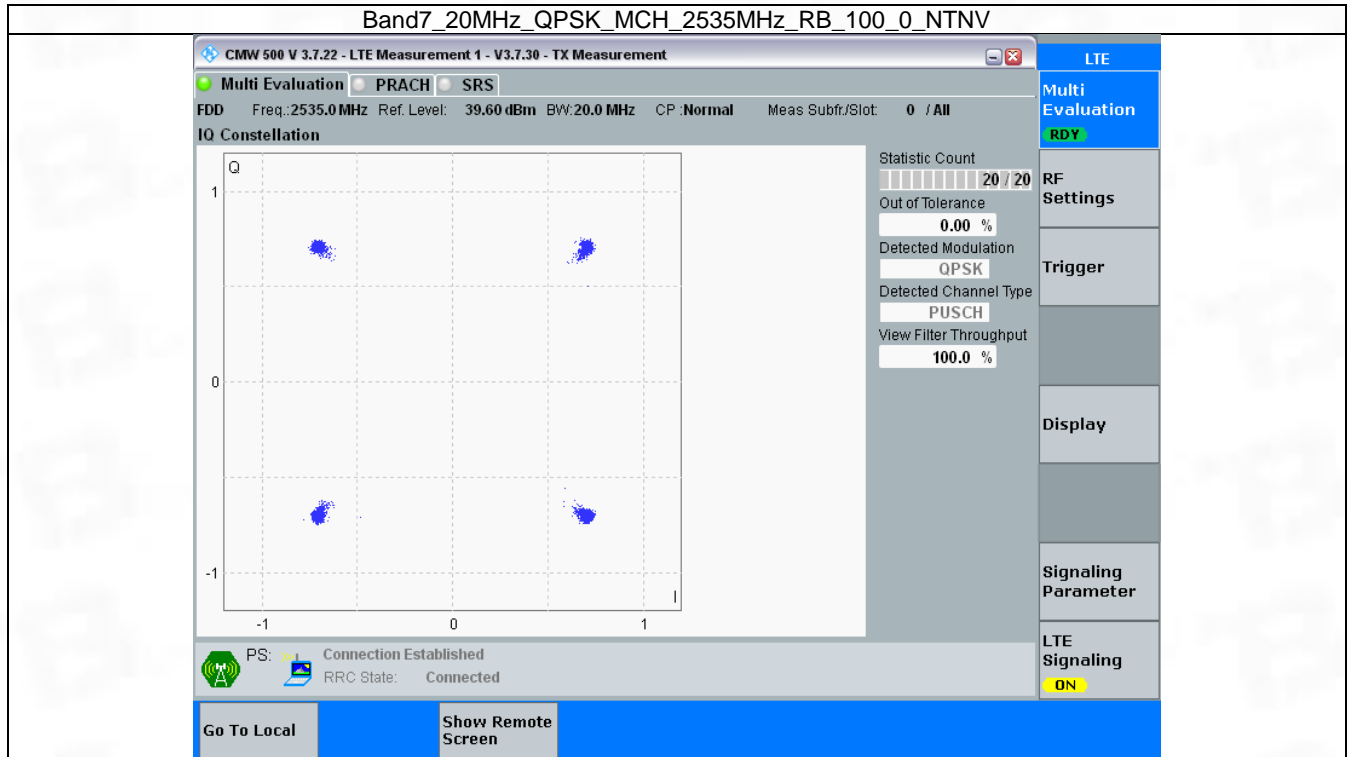 Band7_20MHz_QPSK_MCH_2535MHz_RB_100_0_NTNV
CMW 500 V 3.7.22 - LTE Measurement 1 - V3.7.30 - TX Measurement
LTE
Multi Evaluation PRACH SRS
Multi
Evaluation
RDY
FDD Freq.:2535.0 MHz Ref. Level: 39.60 dBm BW:20.0 MHz CP :Normal Meas Subfr./Slot: 0 / All
IQ Constellation
Q
1
0
-1
I
-1 0 1
Statistic Count
20 / 20
Out of Tolerance
0.00 %
Detected Modulation
QPSK
Detected Channel Type
PUSCH
View Filter Throughput
100.0 %
RF
Settings
Trigger
Display
Signaling
Parameter
LTE
Signaling
ON
PS: Connection Established
RRC State: Connected
Go To Local
Show Remote
Screen